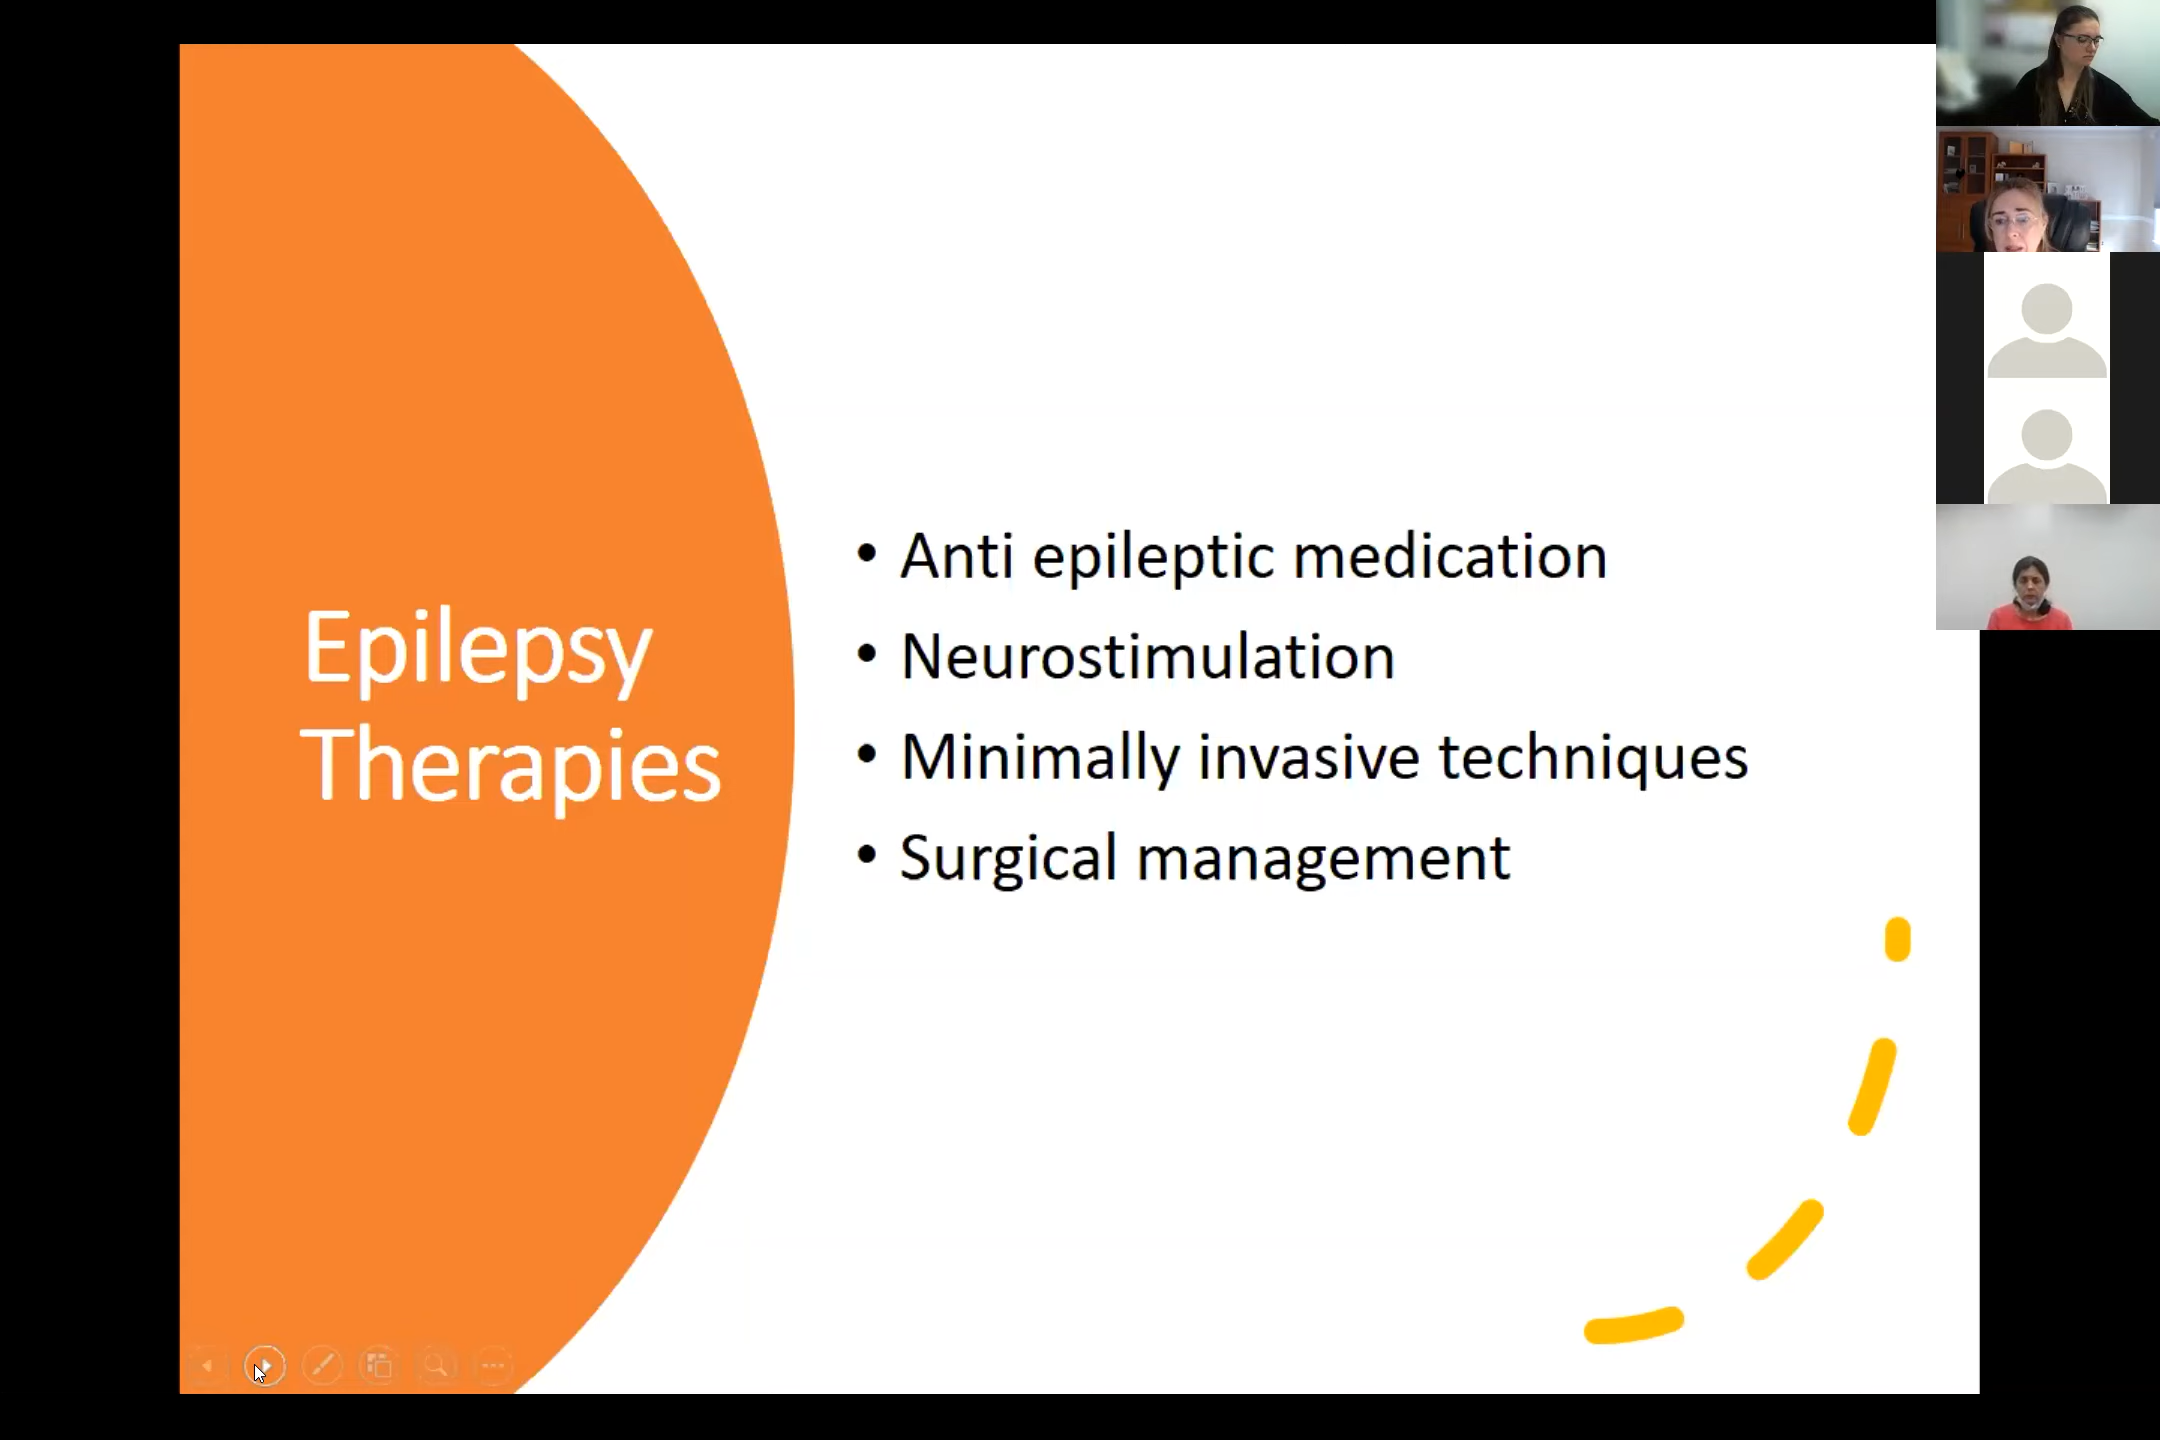 Epilepsy
Therapies
• Anti epileptic medication
• Neurostimulation
• Minimally invasive techniques
• Surgical management